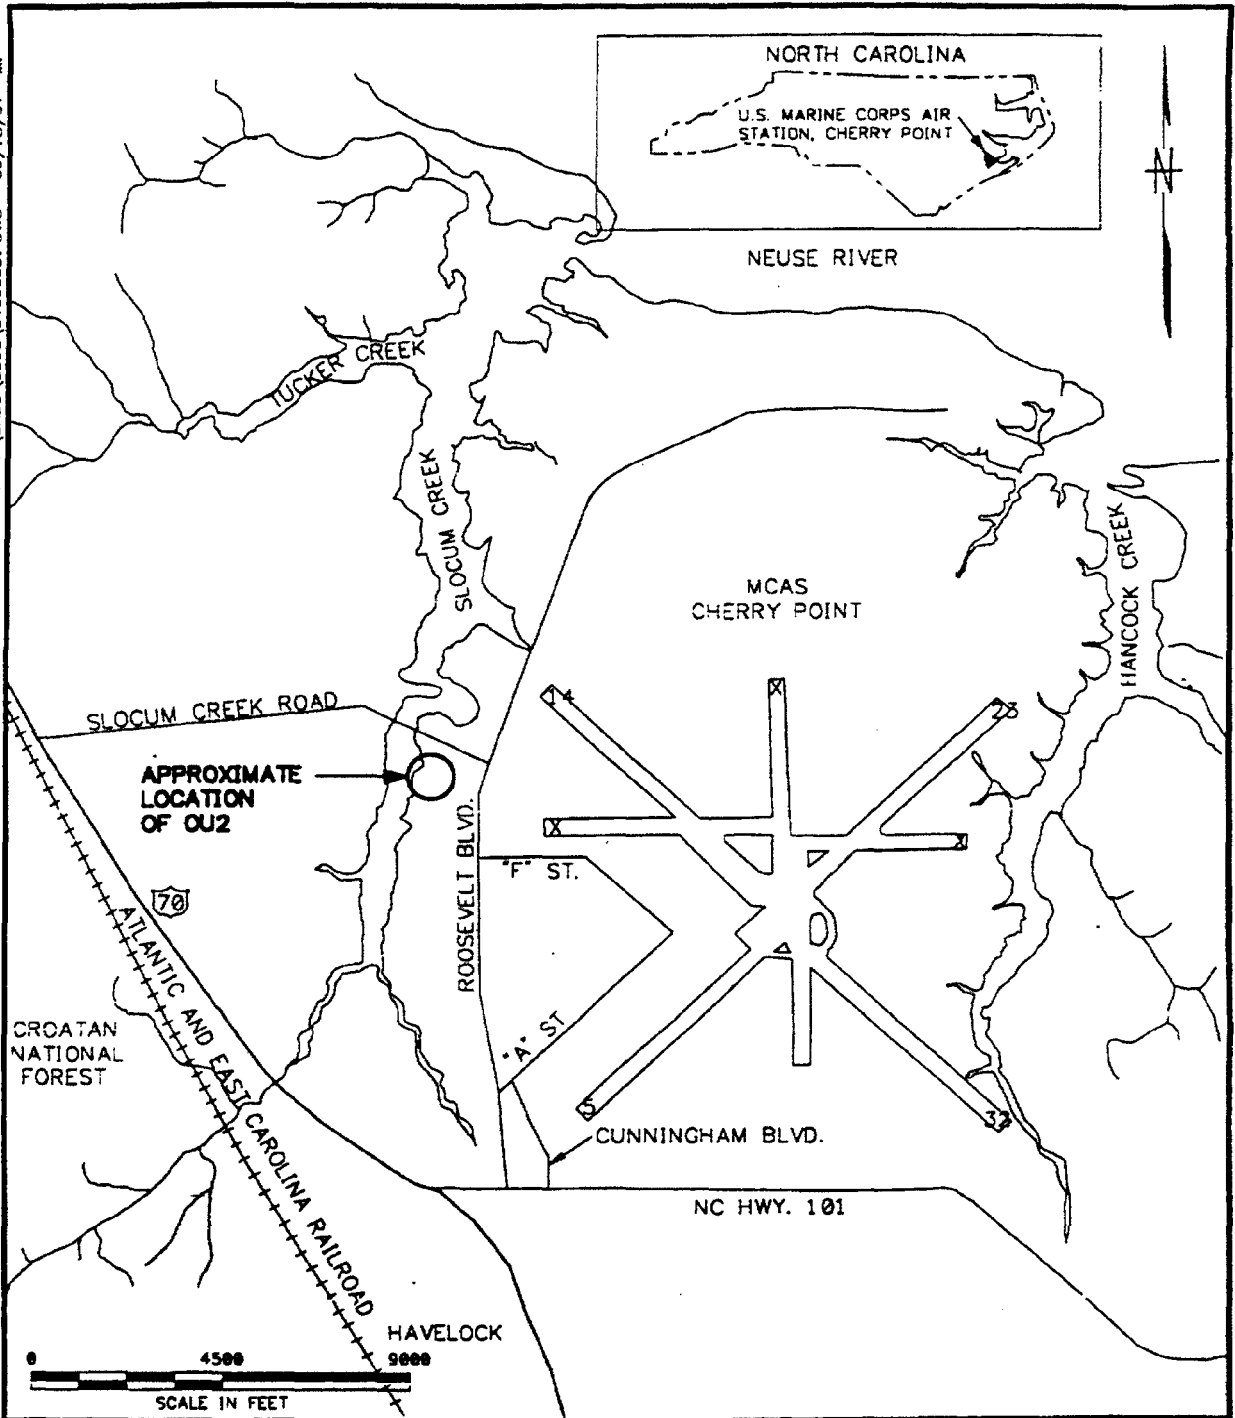 NORTH CAROLINA
U.S. MARINE CORPS AIR
STATION, CHERRY POINT
N
NEUSE RIVER
TUCKER CREEK
SLOCUM CREEK
HANCOCK CREEK
MCAS
CHERRY POINT
SLOCUM CREEK ROAD
14
X
23
APPROXIMATE
LOCATION
OF OU2
ROOSEVELT BLVD.
X
X
"F" ST.
70
ATLANTIC AND EAST CAROLINA RAILROAD
CROATAN
NATIONAL
FOREST
"A" ST
5
32
CUNNINGHAM BLVD.
NC HWY. 101
HAVELOCK
0 4500 9000
SCALE IN FEET